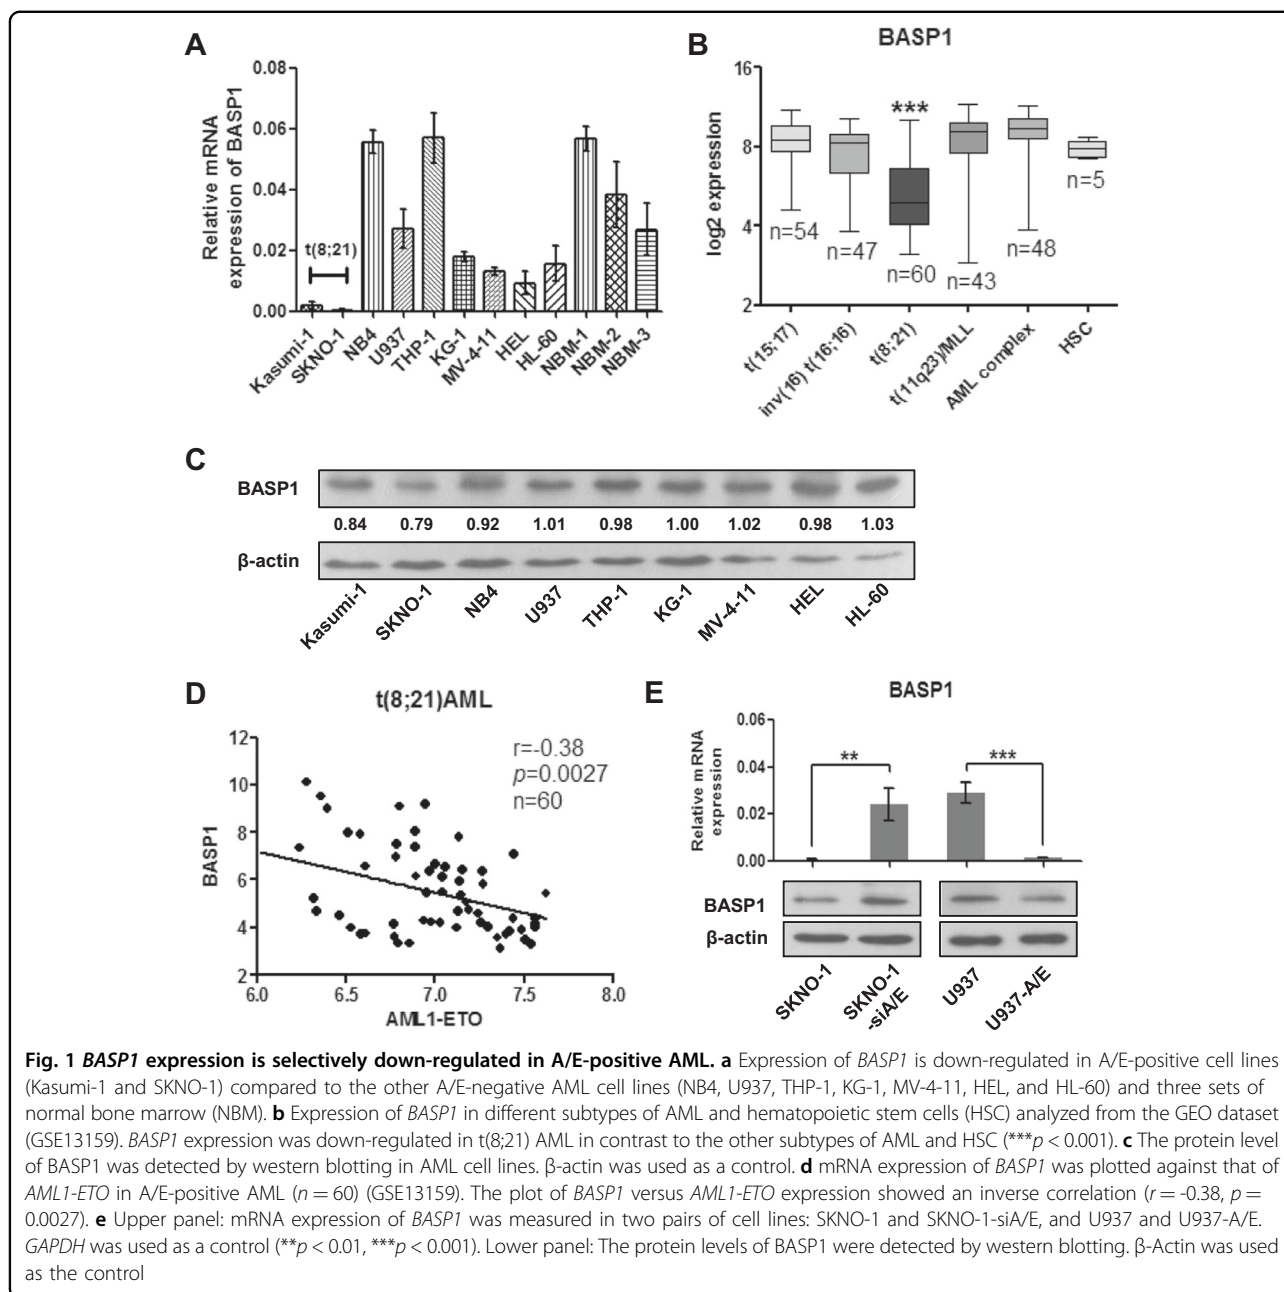 A
Relative mRNA
expression of BASP1
0.08
0.06
0.04
0.02
0.00
t(8;21)
Kasumi-1
SKNO-1
NB4
U937
THP-1
KG-1
MV-4-11
HEL
HL-60
NBM-1
NBM-2
NBM-3
B
BASP1
log2 expression
16
8
4
2
***
n=54
n=47
n=60
n=43
n=48
n=5
t(15;17)
inv(16) t(16;16)
t(8;21)
t(11q23)/MLL
AML complex
HSC
C
BASP1
0.84 0.79 0.92 1.01 0.98 1.00 1.02 0.98 1.03
β-actin
Kasumi-1
SKNO-1
NB4
U937
THP-1
KG-1
MV-4-11
HEL
HL-60
D
t(8;21)AML
r=-0.38
p=0.0027
n=60
BASP1
12
10
8
6
4
2
6.0 6.5 7.0 7.5 8.0
AML1-ETO
E
BASP1
Relative mRNA
expression
0.06
0.04
0.02
0.00
**
***
BASP1
β-actin
SKNO-1
SKNO-1
-siA/E
U937
U937-A/E
Fig. 1 BASP1 expression is selectively down-regulated in A/E-positive AML. a Expression of BASP1 is down-regulated in A/E-positive cell lines
(Kasumi-1 and SKNO-1) compared to the other A/E-negative AML cell lines (NB4, U937, THP-1, KG-1, MV-4-11, HEL, and HL-60) and three sets of
normal bone marrow (NBM). b Expression of BASP1 in different subtypes of AML and hematopoietic stem cells (HSC) analyzed from the GEO dataset
(GSE13159). BASP1 expression was down-regulated in t(8;21) AML in contrast to the other subtypes of AML and HSC (***p < 0.001). c The protein level
of BASP1 was detected by western blotting in AML cell lines. β-actin was used as a control. d mRNA expression of BASP1 was plotted against that of
AML1-ETO in A/E-positive AML (n = 60) (GSE13159). The plot of BASP1 versus AML1-ETO expression showed an inverse correlation (r = -0.38, p =
0.0027). e Upper panel: mRNA expression of BASP1 was measured in two pairs of cell lines: SKNO-1 and SKNO-1-siA/E, and U937 and U937-A/E.
GAPDH was used as a control (**p < 0.01, ***p < 0.001). Lower panel: The protein levels of BASP1 were detected by western blotting. β-Actin was used
as the control